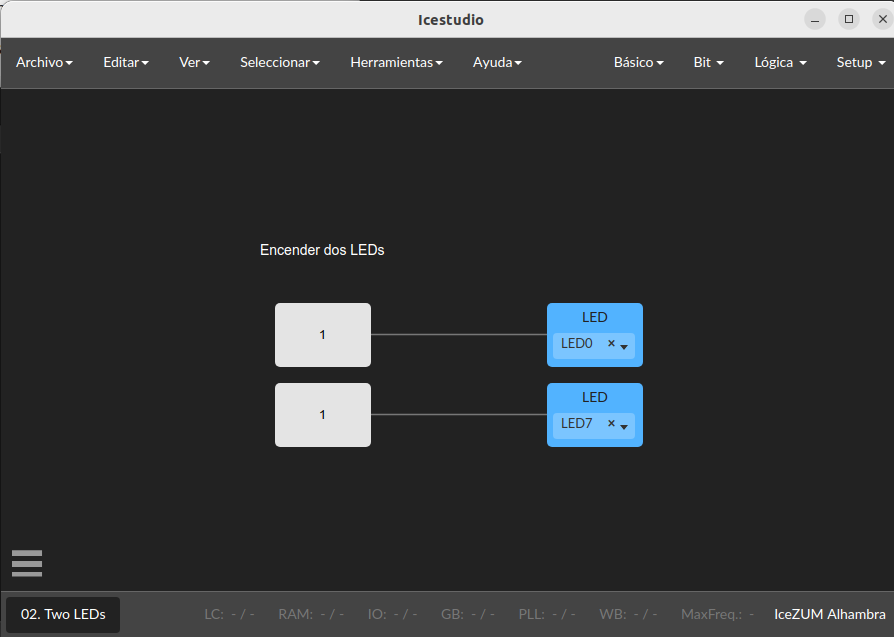 Icestudio
Archivo Editar Ver Seleccionar Herramientas Ayuda Básico Bit Lógica Setup
Encender dos LEDs
1
LED
LED0 ×
1
LED
LED7 ×
02. Two LEDs LC: - / - RAM: - / - IO: - / - GB: - / - PLL: - / - WB: - / - MaxFreq.: - IceZUM Alhambra